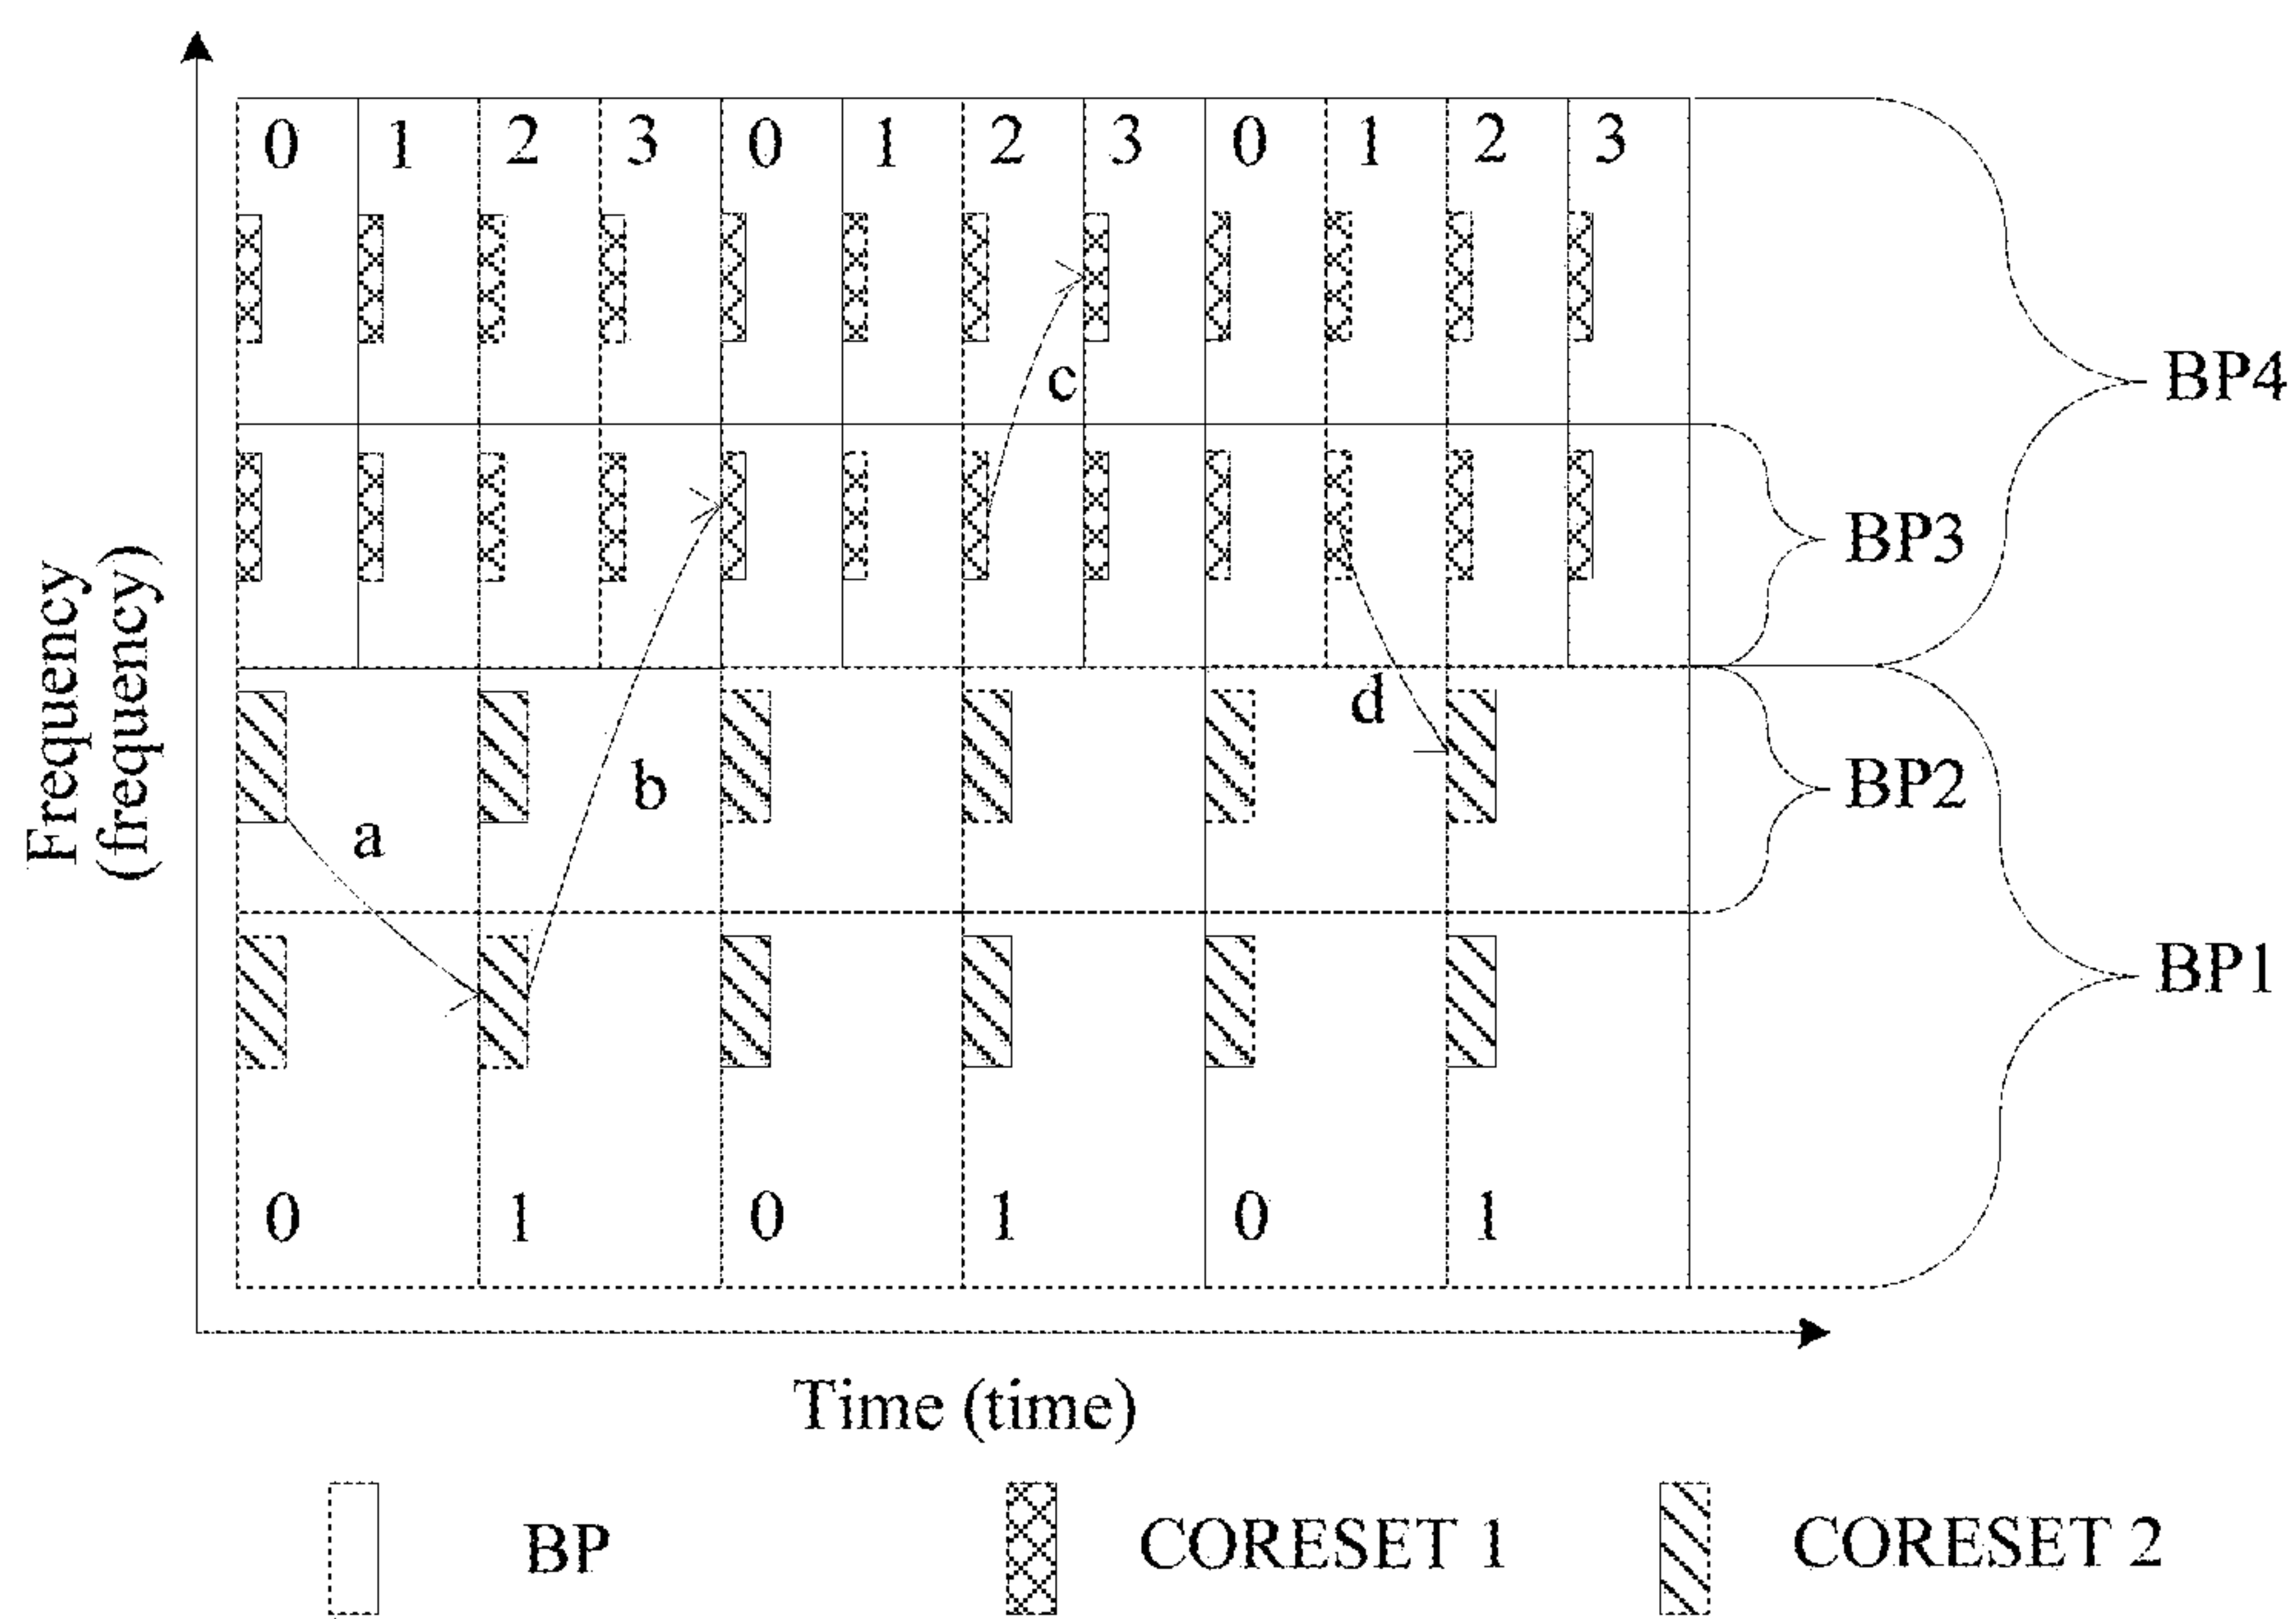 0 1 2 3 0 1 2 3 0 1 2 3
c
BP4
BP3
d
b
BP2
a
BP1
0 1 0 1 0 1
Frequency
(frequency)
Time (time)
BP CORESET 1 CORESET 2